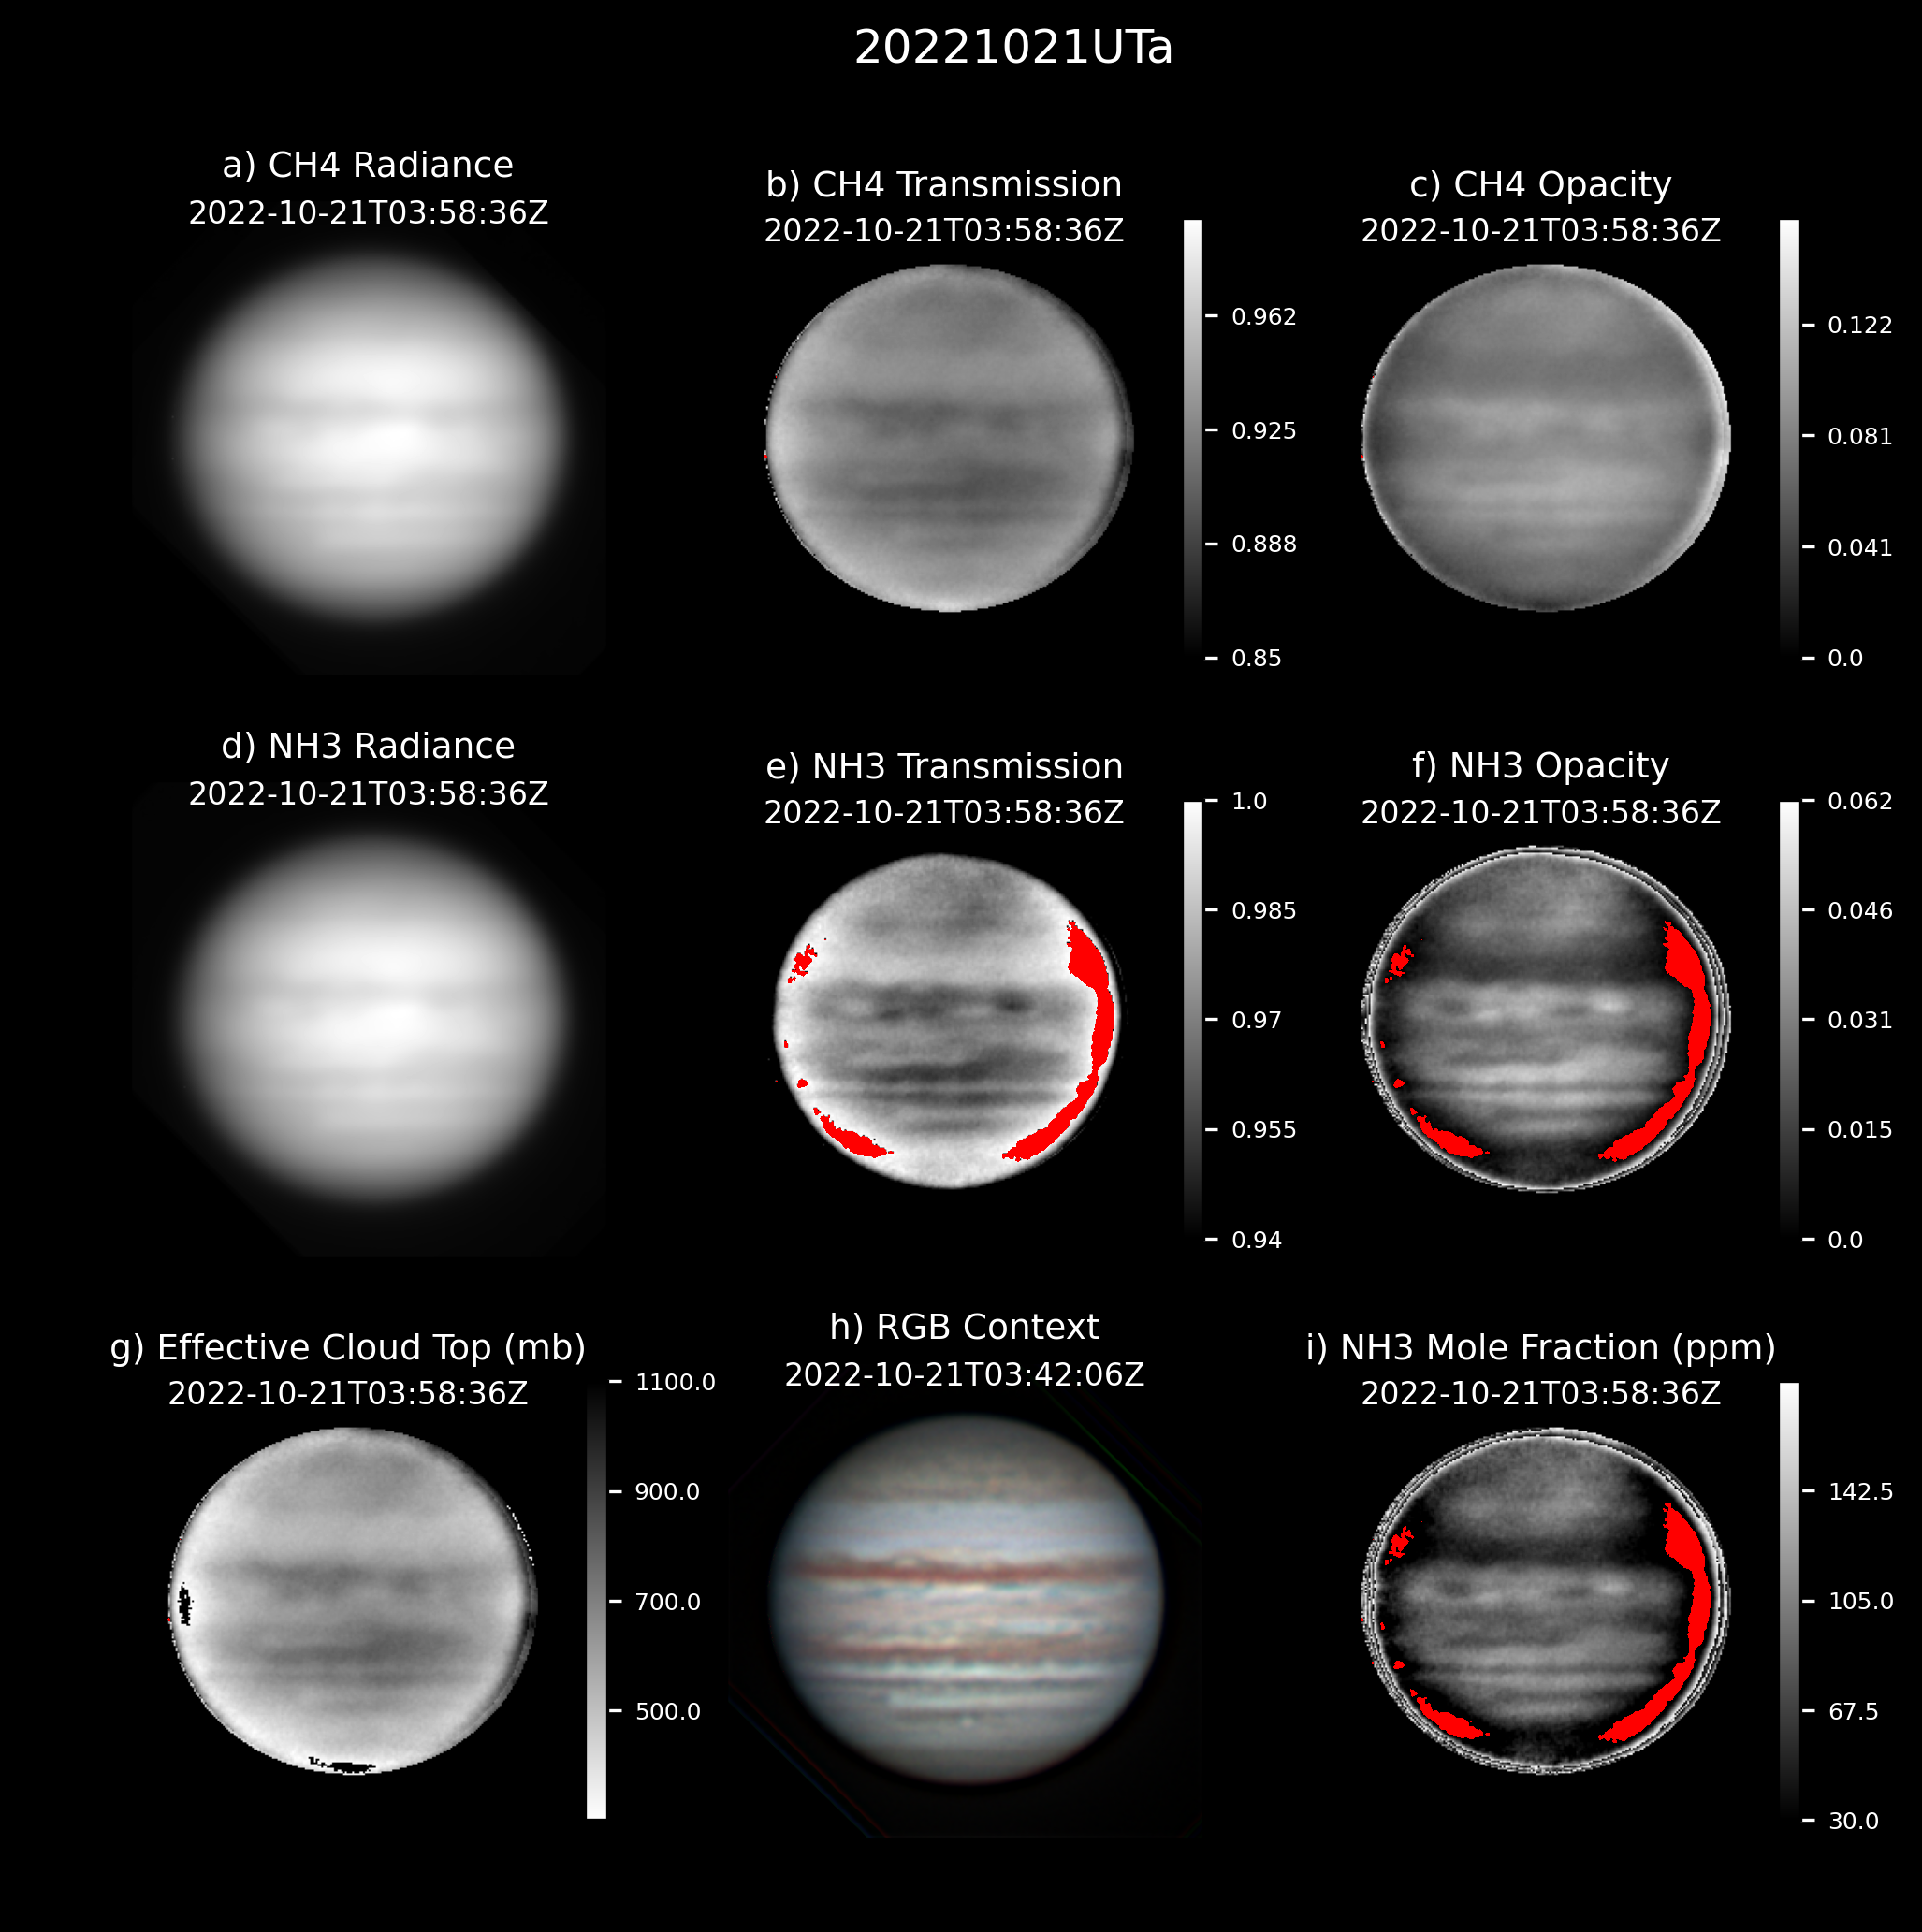 20221021UTa
a) CH4 Radiance
2022-10-21T03:58:36Z
b) CH4 Transmission
2022-10-21T03:58:36Z
0.962
0.925
0.888
0.85
c) CH4 Opacity
2022-10-21T03:58:36Z
0.122
0.081
0.041
0.0
d) NH3 Radiance
2022-10-21T03:58:36Z
e) NH3 Transmission
2022-10-21T03:58:36Z
1.0
0.985
0.97
0.955
0.94
f) NH3 Opacity
2022-10-21T03:58:36Z
0.062
0.046
0.031
0.015
0.0
g) Effective Cloud Top (mb)
2022-10-21T03:58:36Z
1100.0
900.0
700.0
500.0
h) RGB Context
2022-10-21T03:42:06Z
i) NH3 Mole Fraction (ppm)
2022-10-21T03:58:36Z
142.5
105.0
67.5
30.0